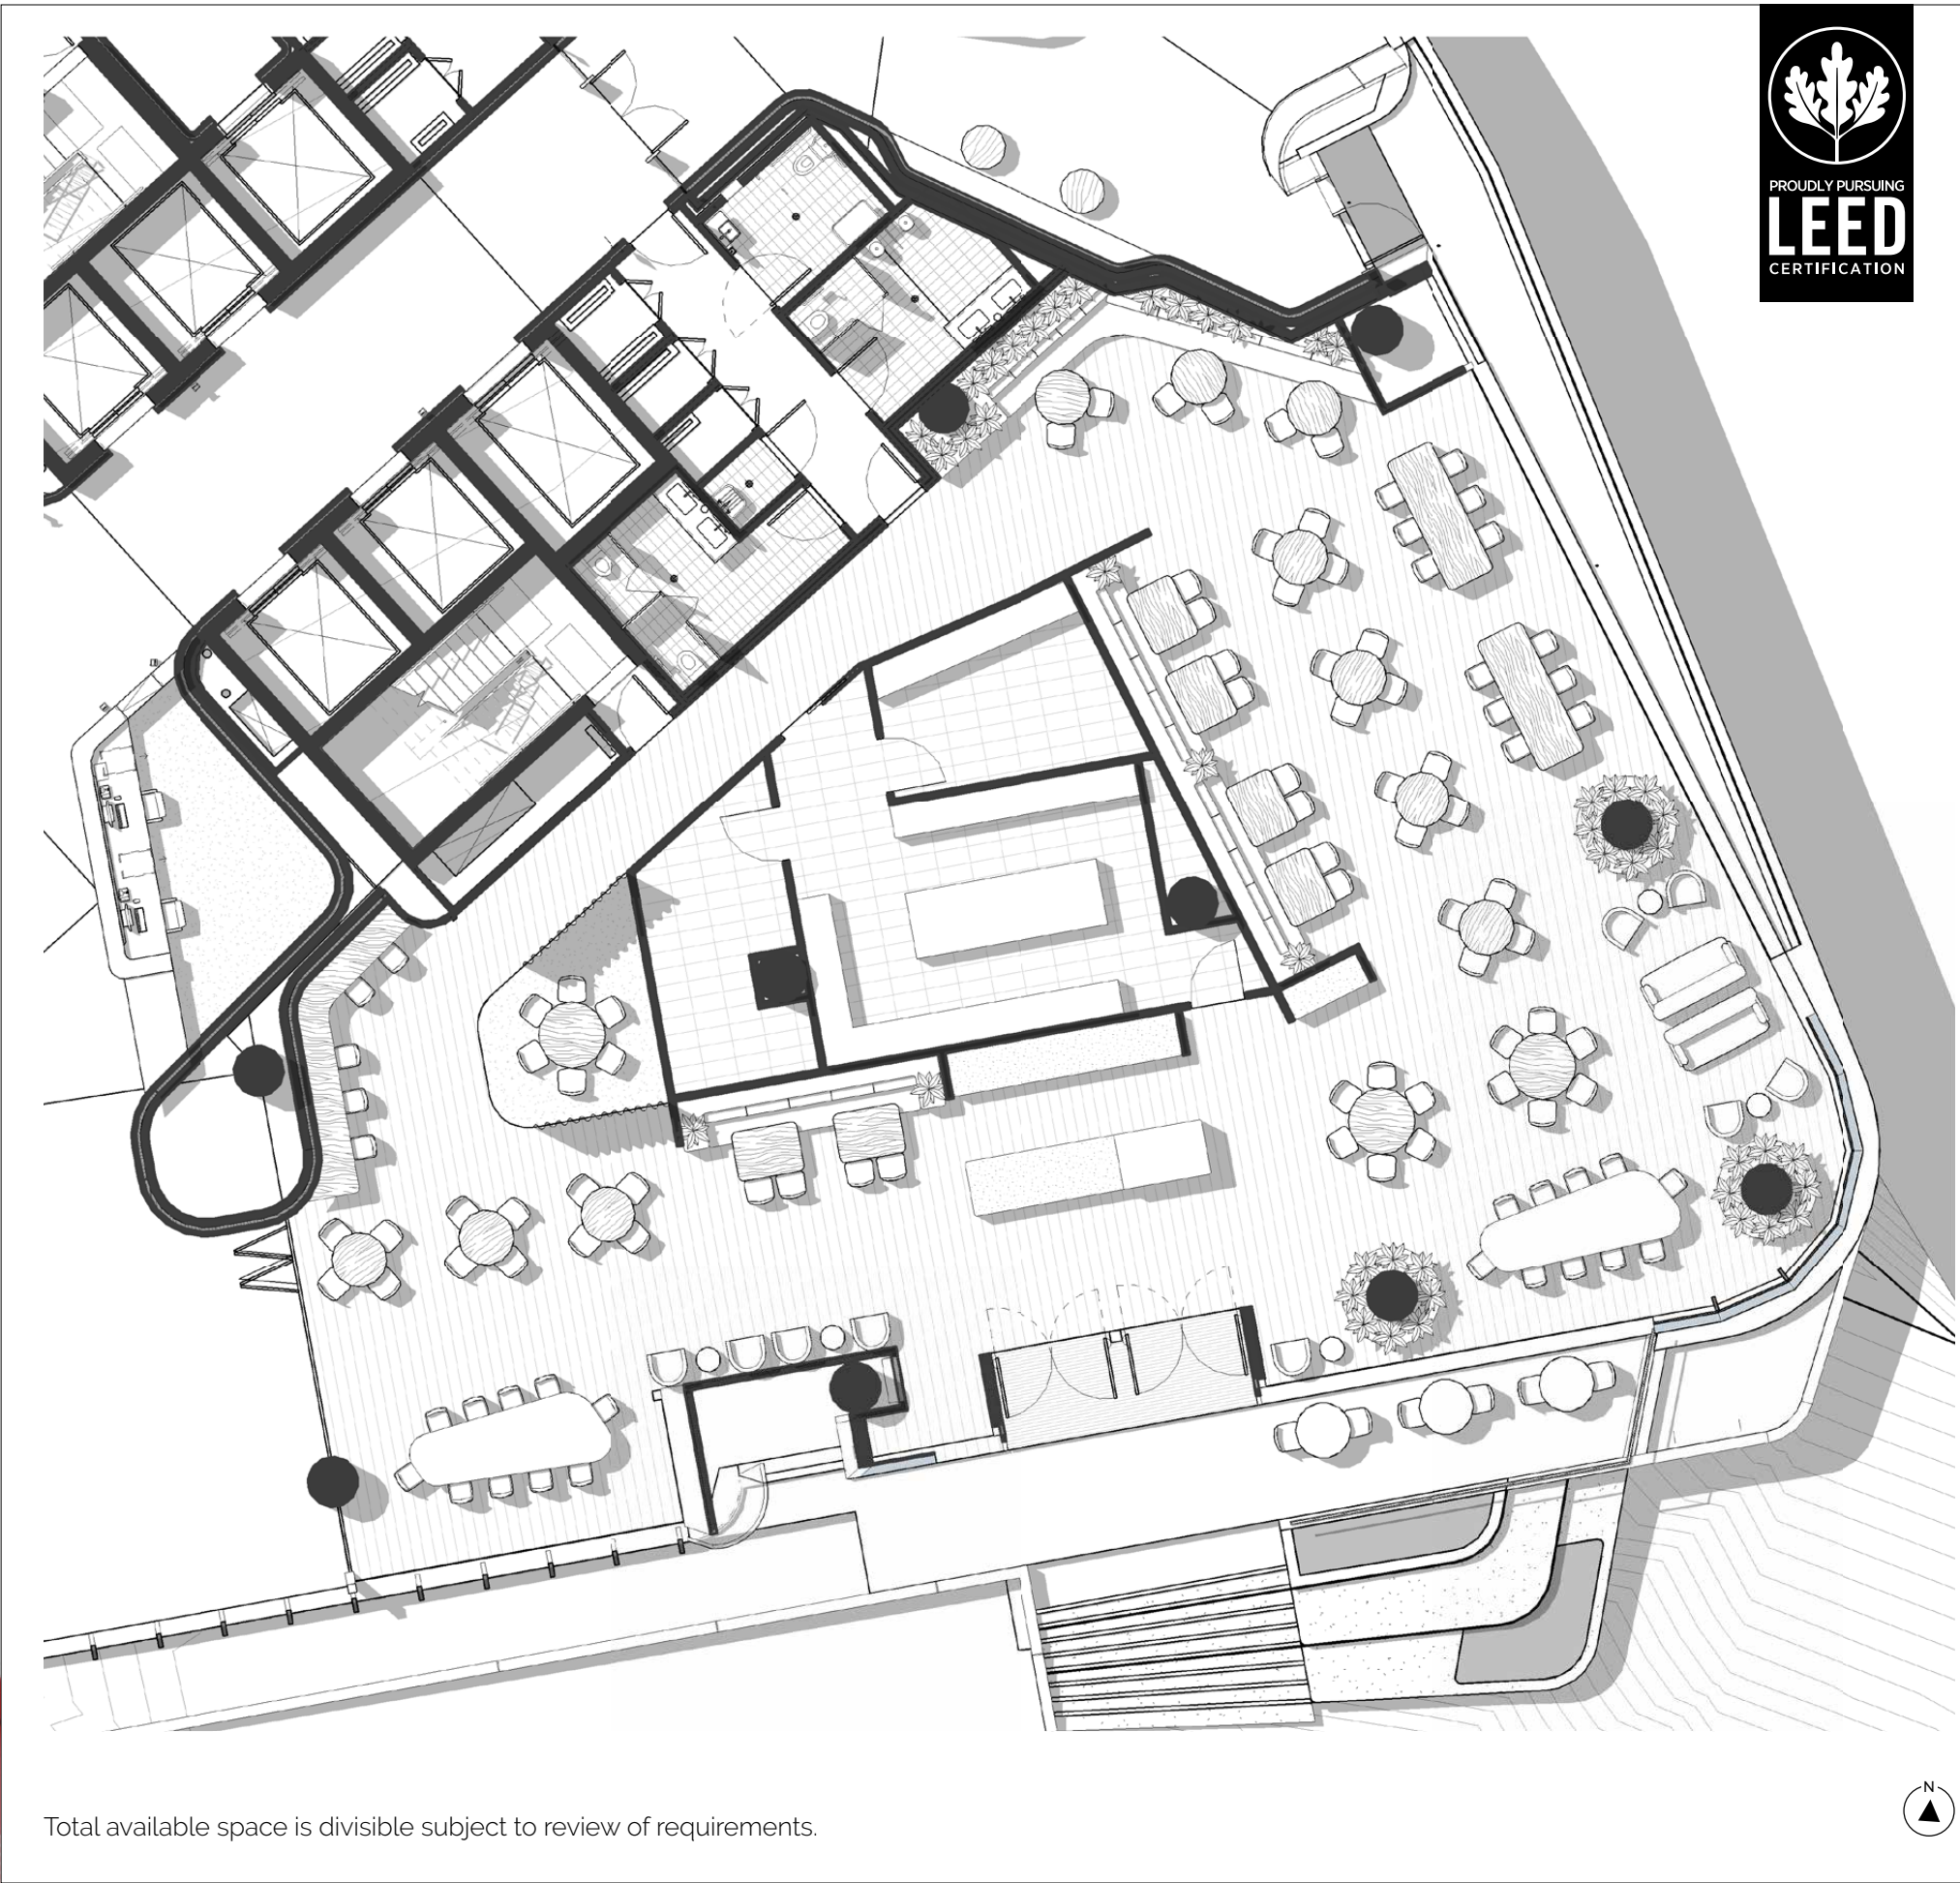 PROUDLY PURSUING
LEED
CERTIFICATION
Total available space is divisible subject to review of requirements.
N